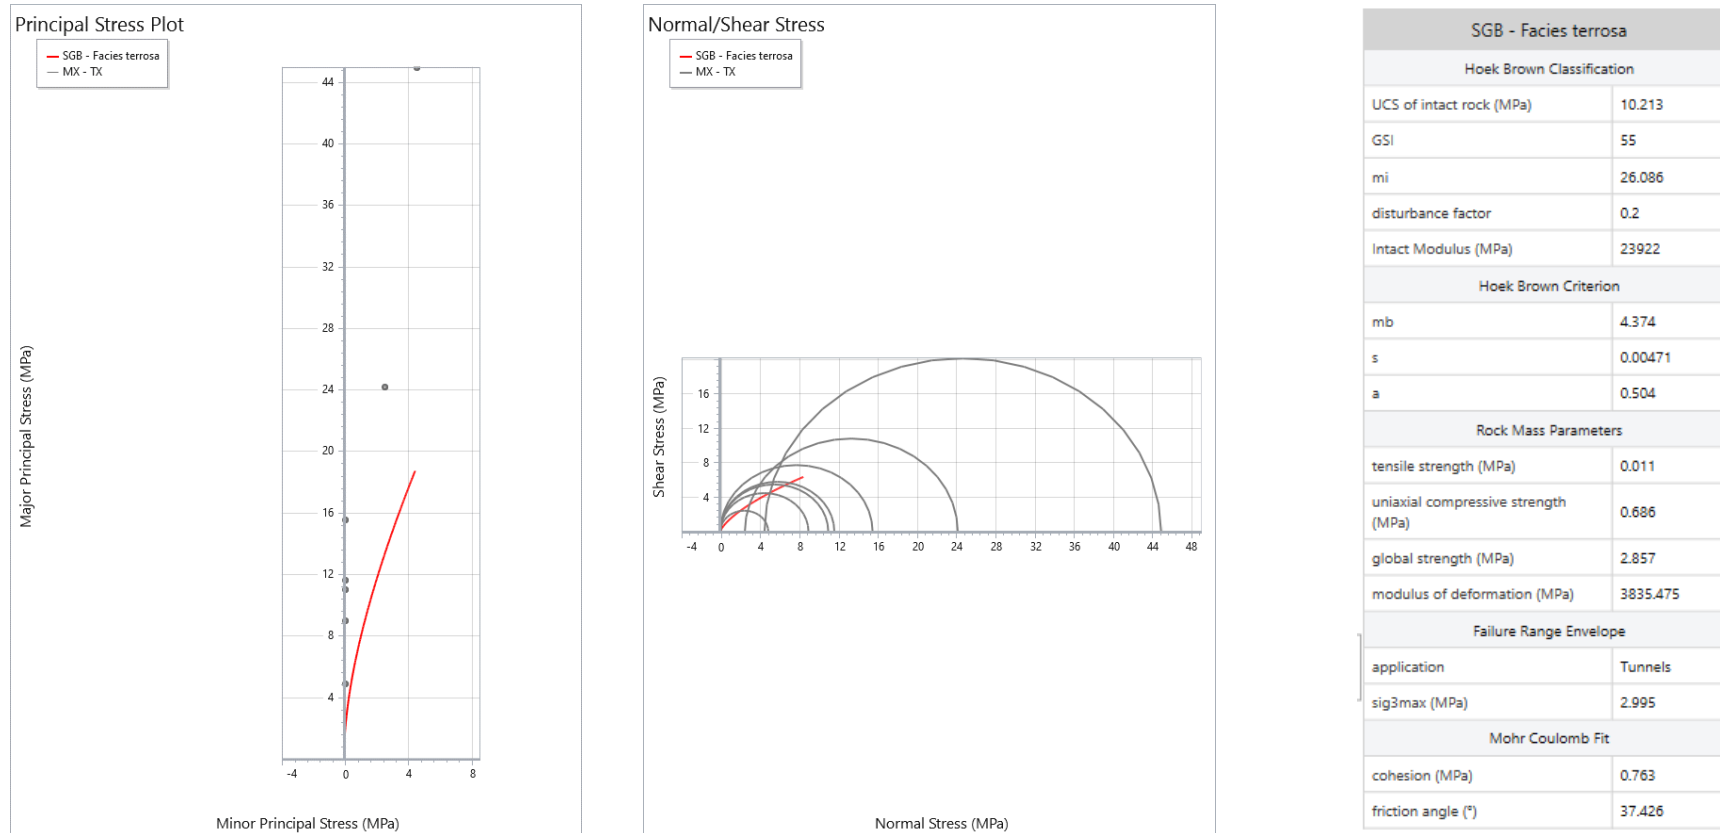 Principal Stress Plot
SGB - Facies terrosa
MX - TX
44
40
36
32
28
24
20
16
12
8
4
-4 0 4 8
Major Principal Stress (MPa)
Minor Principal Stress (MPa)
Normal/Shear Stress
SGB - Facies terrosa
MX - TX
16
12
8
4
-4 0 4 8 12 16 20 24 28 32 36 40 44 48
Shear Stress (MPa)
Normal Stress (MPa)
SGB - Facies terrosa
Hoek Brown Classification
UCS of intact rock (MPa) 10.213
GSI 55
mi 26.086
disturbance factor 0.2
Intact Modulus (MPa) 23922
Hoek Brown Criterion
mb 4.374
s 0.00471
a 0.504
Rock Mass Parameters
tensile strength (MPa) 0.011
uniaxial compressive strength
(MPa) 0.686
global strength (MPa) 2.857
modulus of deformation (MPa) 3835.475
Failure Range Envelope
application Tunnels
sig3max (MPa) 2.995
Mohr Coulomb Fit
cohesion (MPa) 0.763
friction angle (°) 37.426